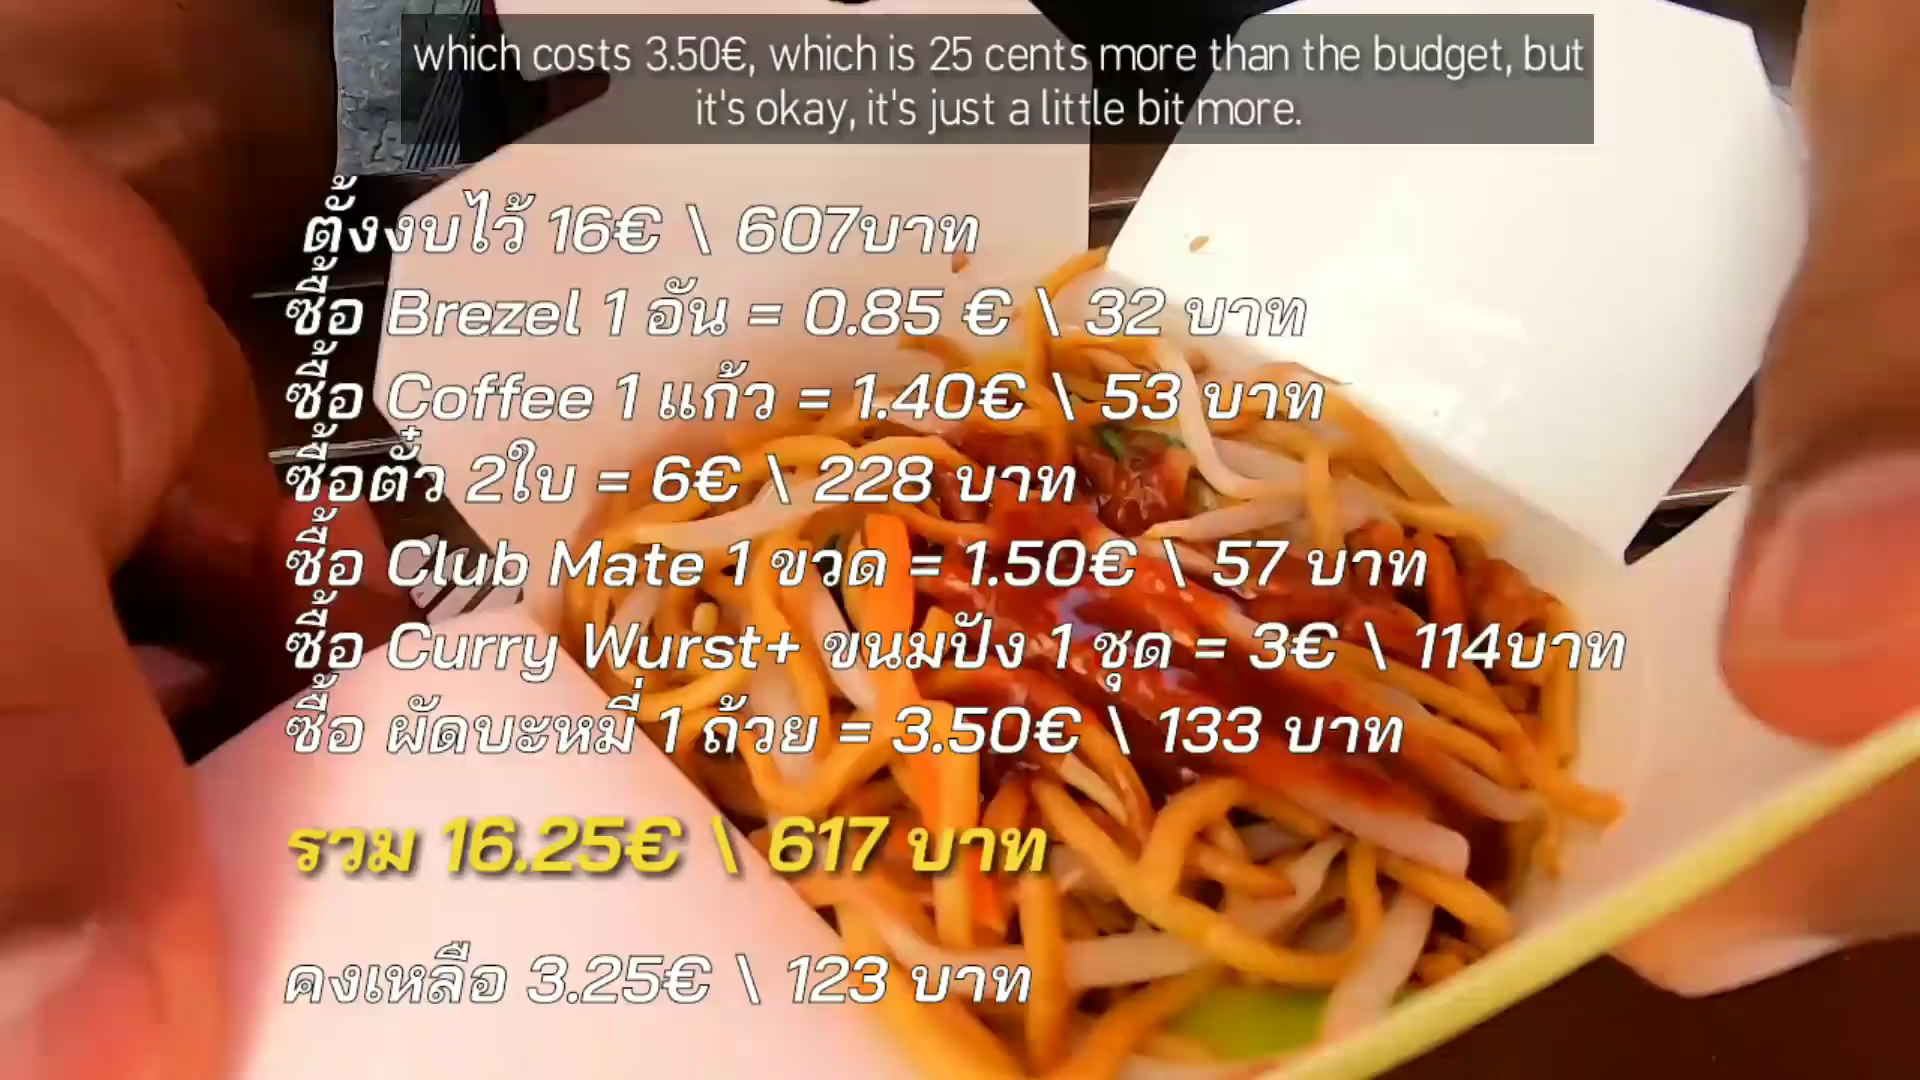 which costs 3.50€, which is 25 cents more than the budget, but
it's okay, it's just a little bit more.
ตั้งงบไว้ 16€ \ 607บาท
ซื้อ Brezel 1 อัน = 0.85 € \ 32 บาท
ซื้อ Coffee 1 แก้ว = 1.40€ \ 53 บาท
ซื้อตั๋ว 2ใบ = 6€ \ 228 บาท
ซื้อ Club Mate 1 ขวด = 1.50€ \ 57 บาท
ซื้อ Curry Wurst+ ขนมปัง 1 ชุด = 3€ \ 114บาท
ซื้อ ผัดบะหมี่ 1 ถ้วย = 3.50€ \ 133 บาท
รวม 16.25€ \ 617 บาท
คงเหลือ 3.25€ \ 123 บาท